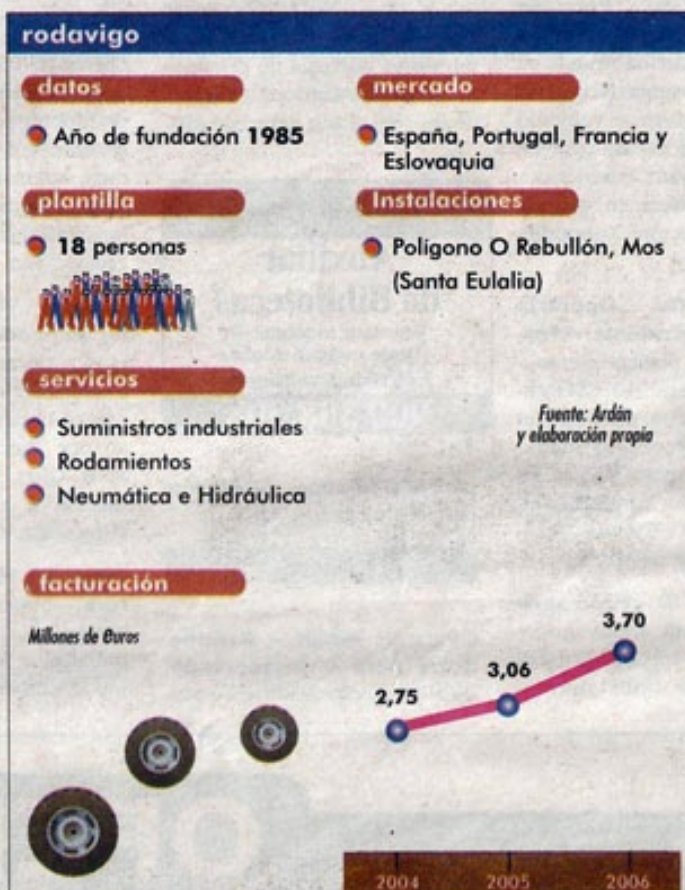 rodavigo
datos
Año de fundación 1985
mercado
España, Portugal, Francia y
Eslovaquia
plantilla
18 personas
Instalaciones
Polígono O Rebullón, Mos
(Santa Eulalia)
servicios
Suministros industriales
Rodamientos
Neumática e Hidráulica
Fuente: Ardán
y elaboración propia
facturación
Millones de Euros
2,75
3,06
3,70
2004
2005
2006